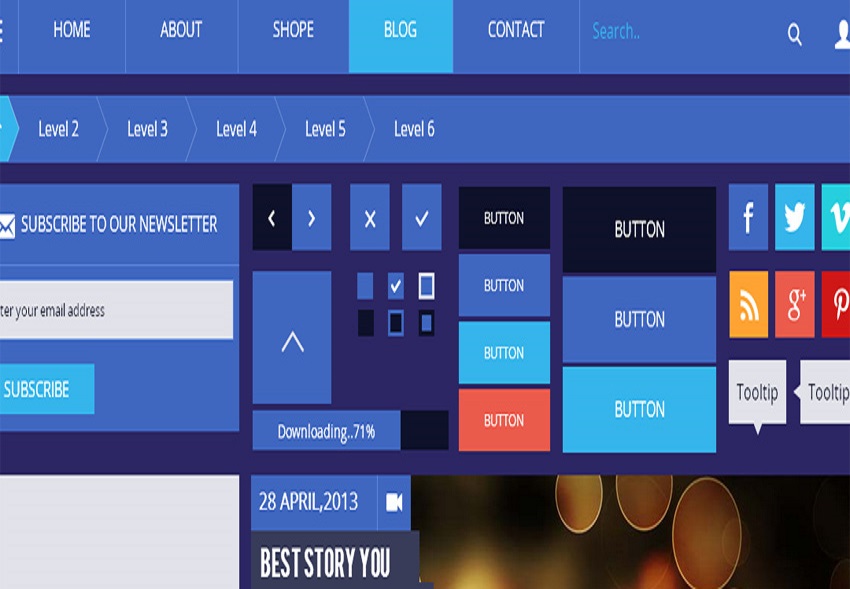 HOME ABOUT SHOPE BLOG CONTACT Search..
Level 2 Level 3 Level 4 Level 5 Level 6
SUBSCRIBE TO OUR NEWSLETTER
ter your email address
SUBSCRIBE
Downloading..71%
BUTTON
BUTTON
BUTTON
BUTTON
BUTTON
BUTTON
BUTTON
f
g+
Tooltip Tooltip
28 APRIL,2013
BEST STORY YOU